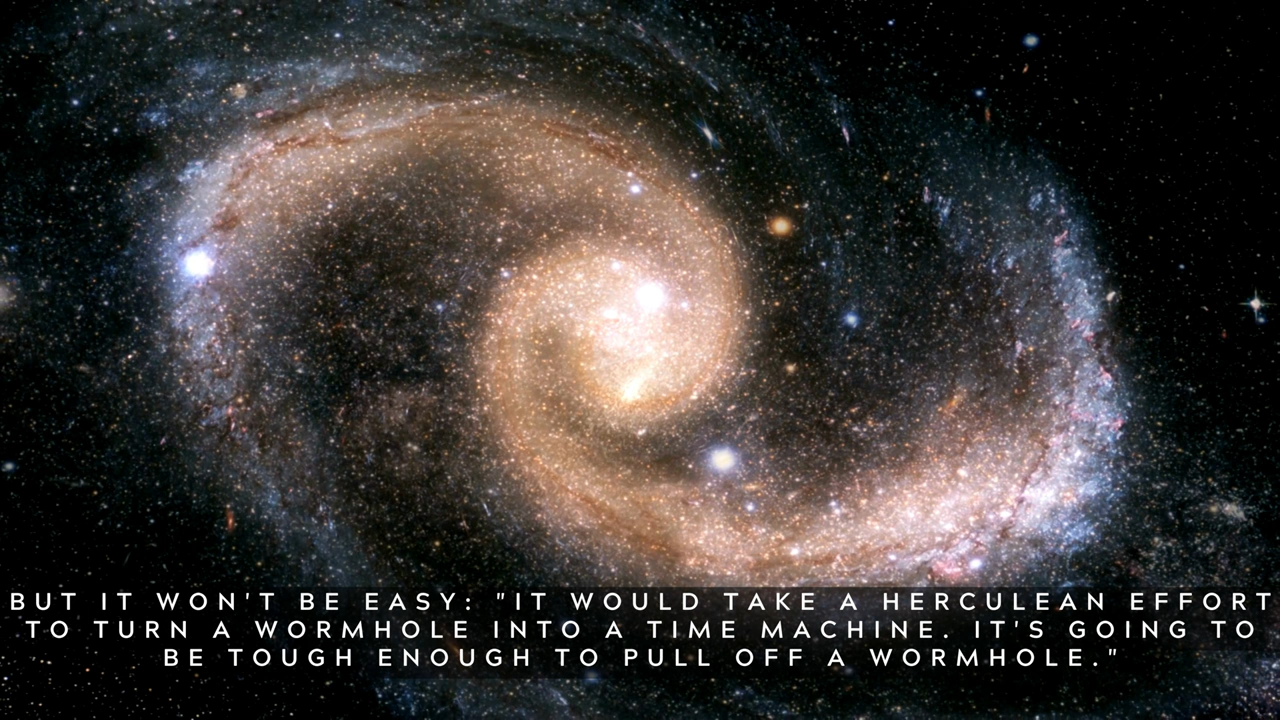 BUT IT WON'T BE EASY: "IT WOULD TAKE A HERCULEAN EFFORT
TO TURN A WORMHOLE INTO A TIME MACHINE. IT'S GOING TO
BE TOUGH ENOUGH TO PULL OFF A WORMHOLE."